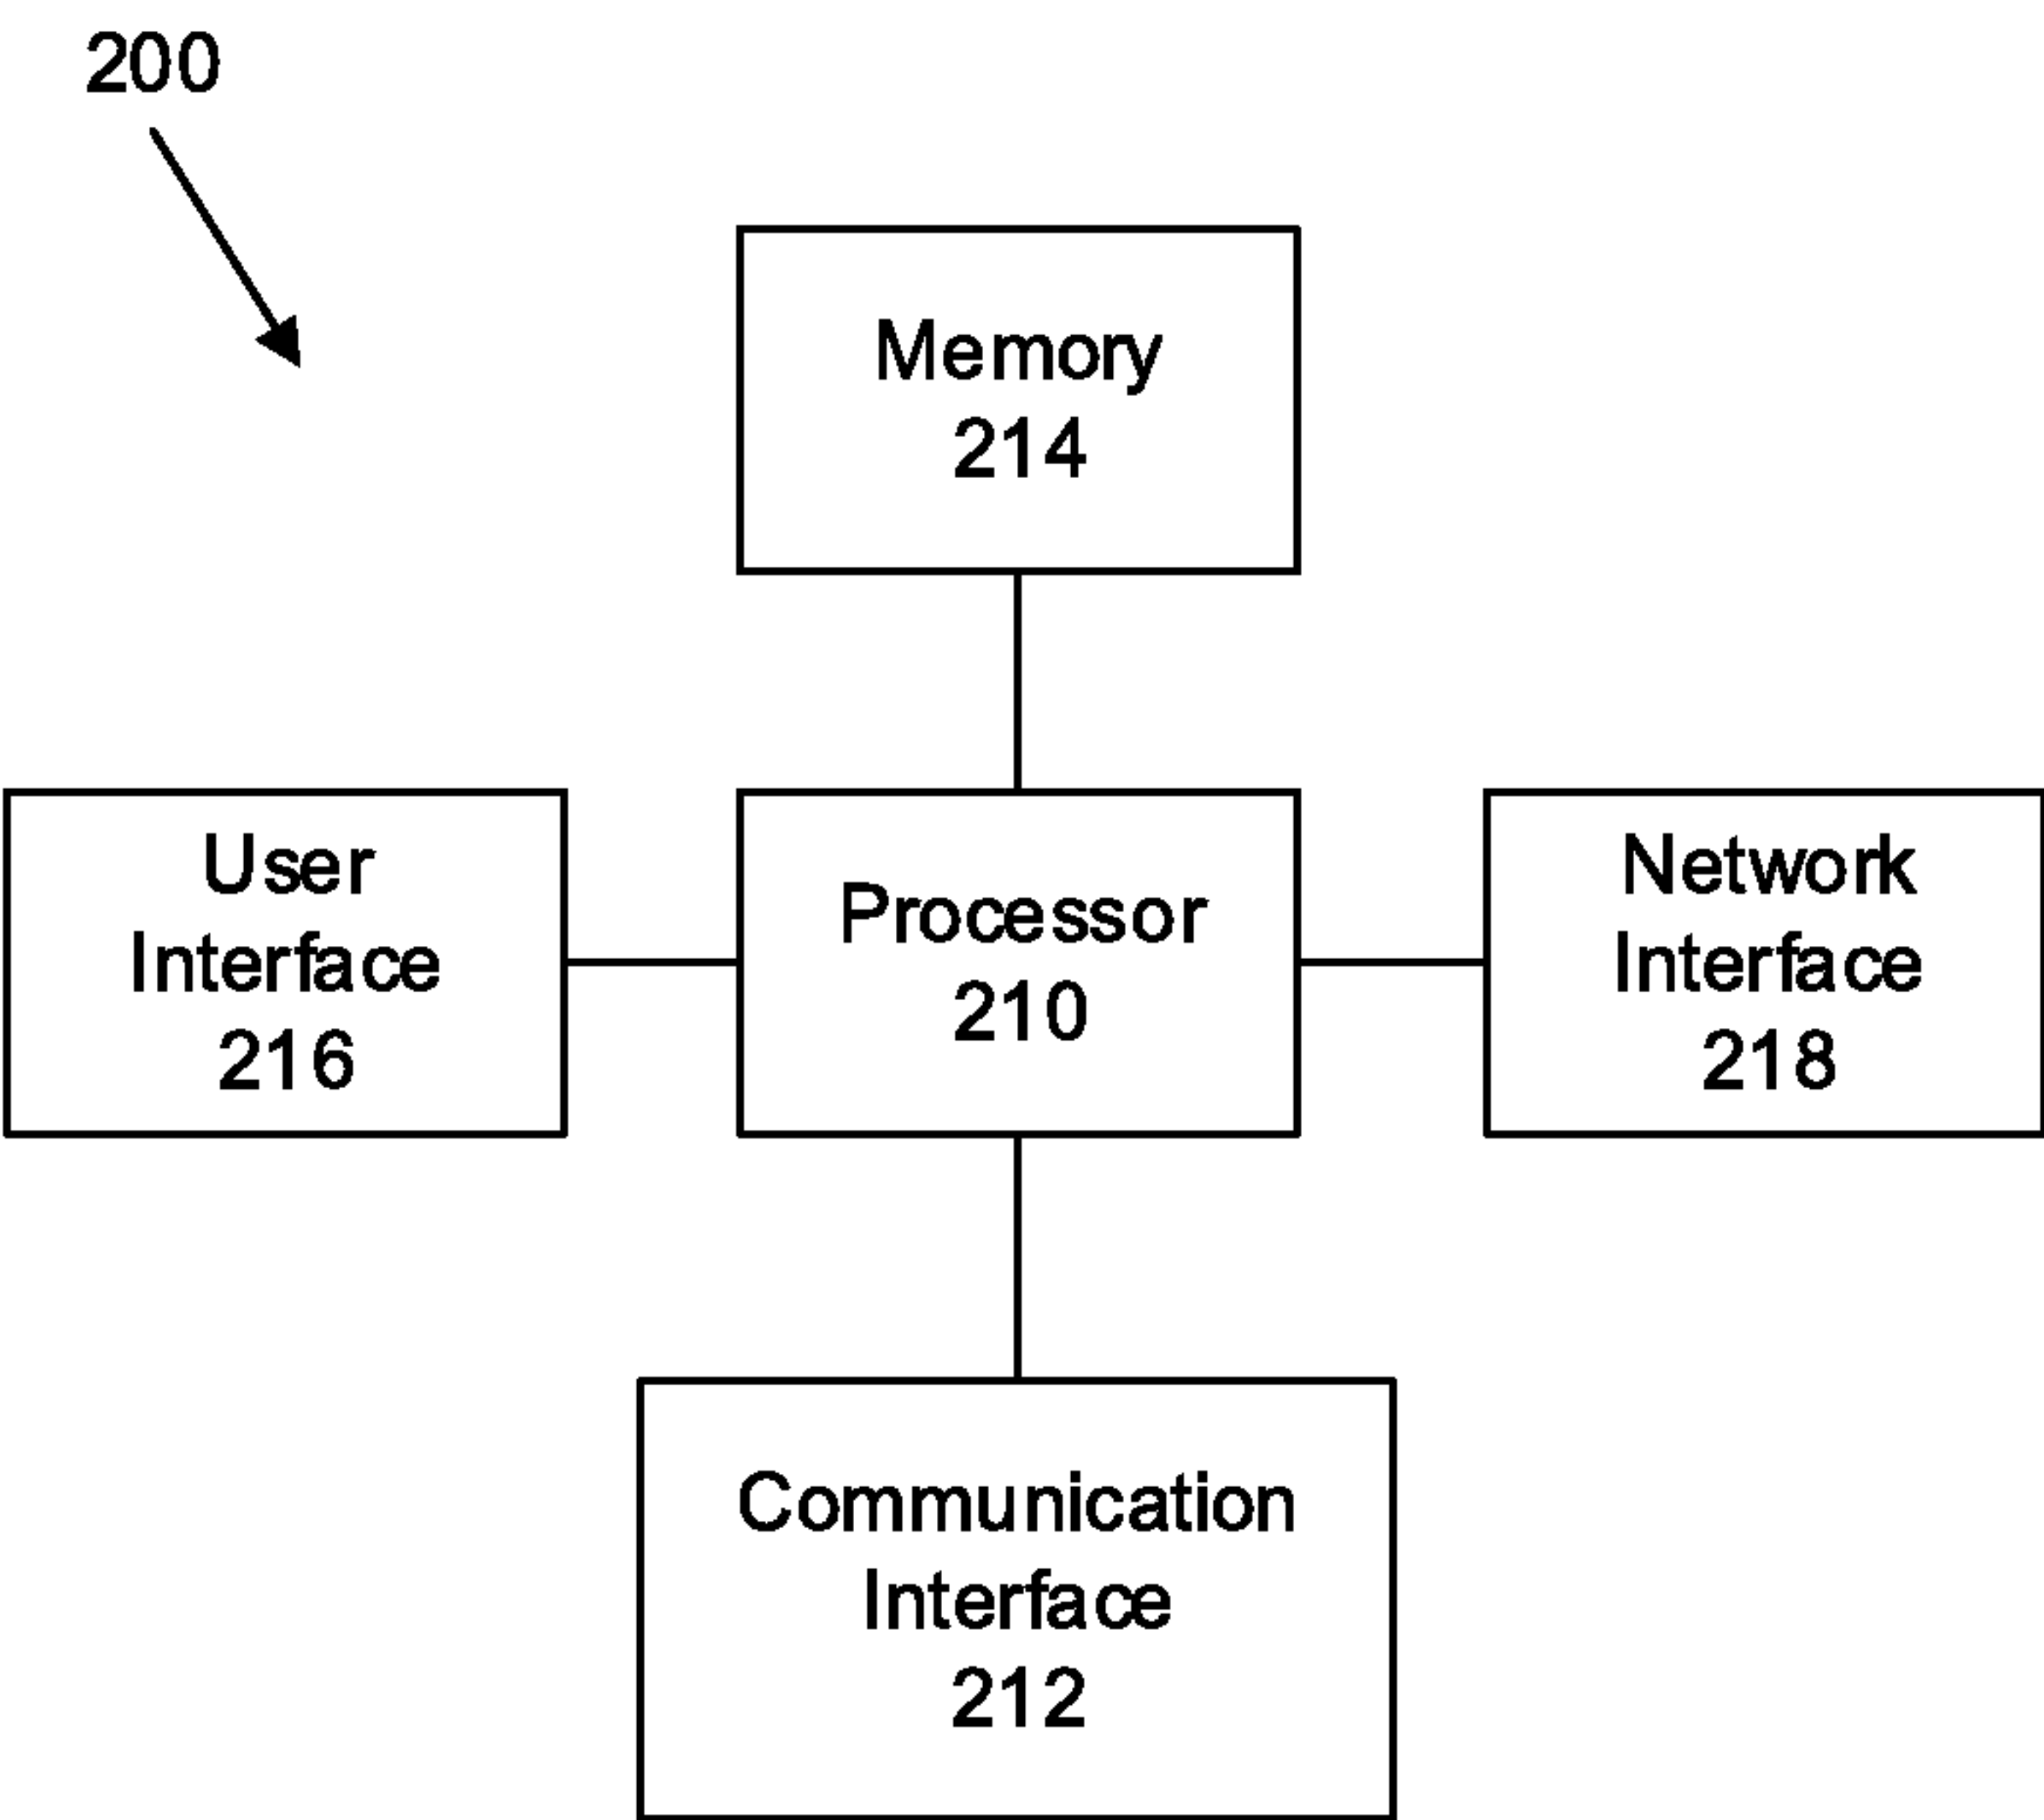 200
Memory
214
User
Interface
216
Processor
210
Network
Interface
218
Communication
Interface
212